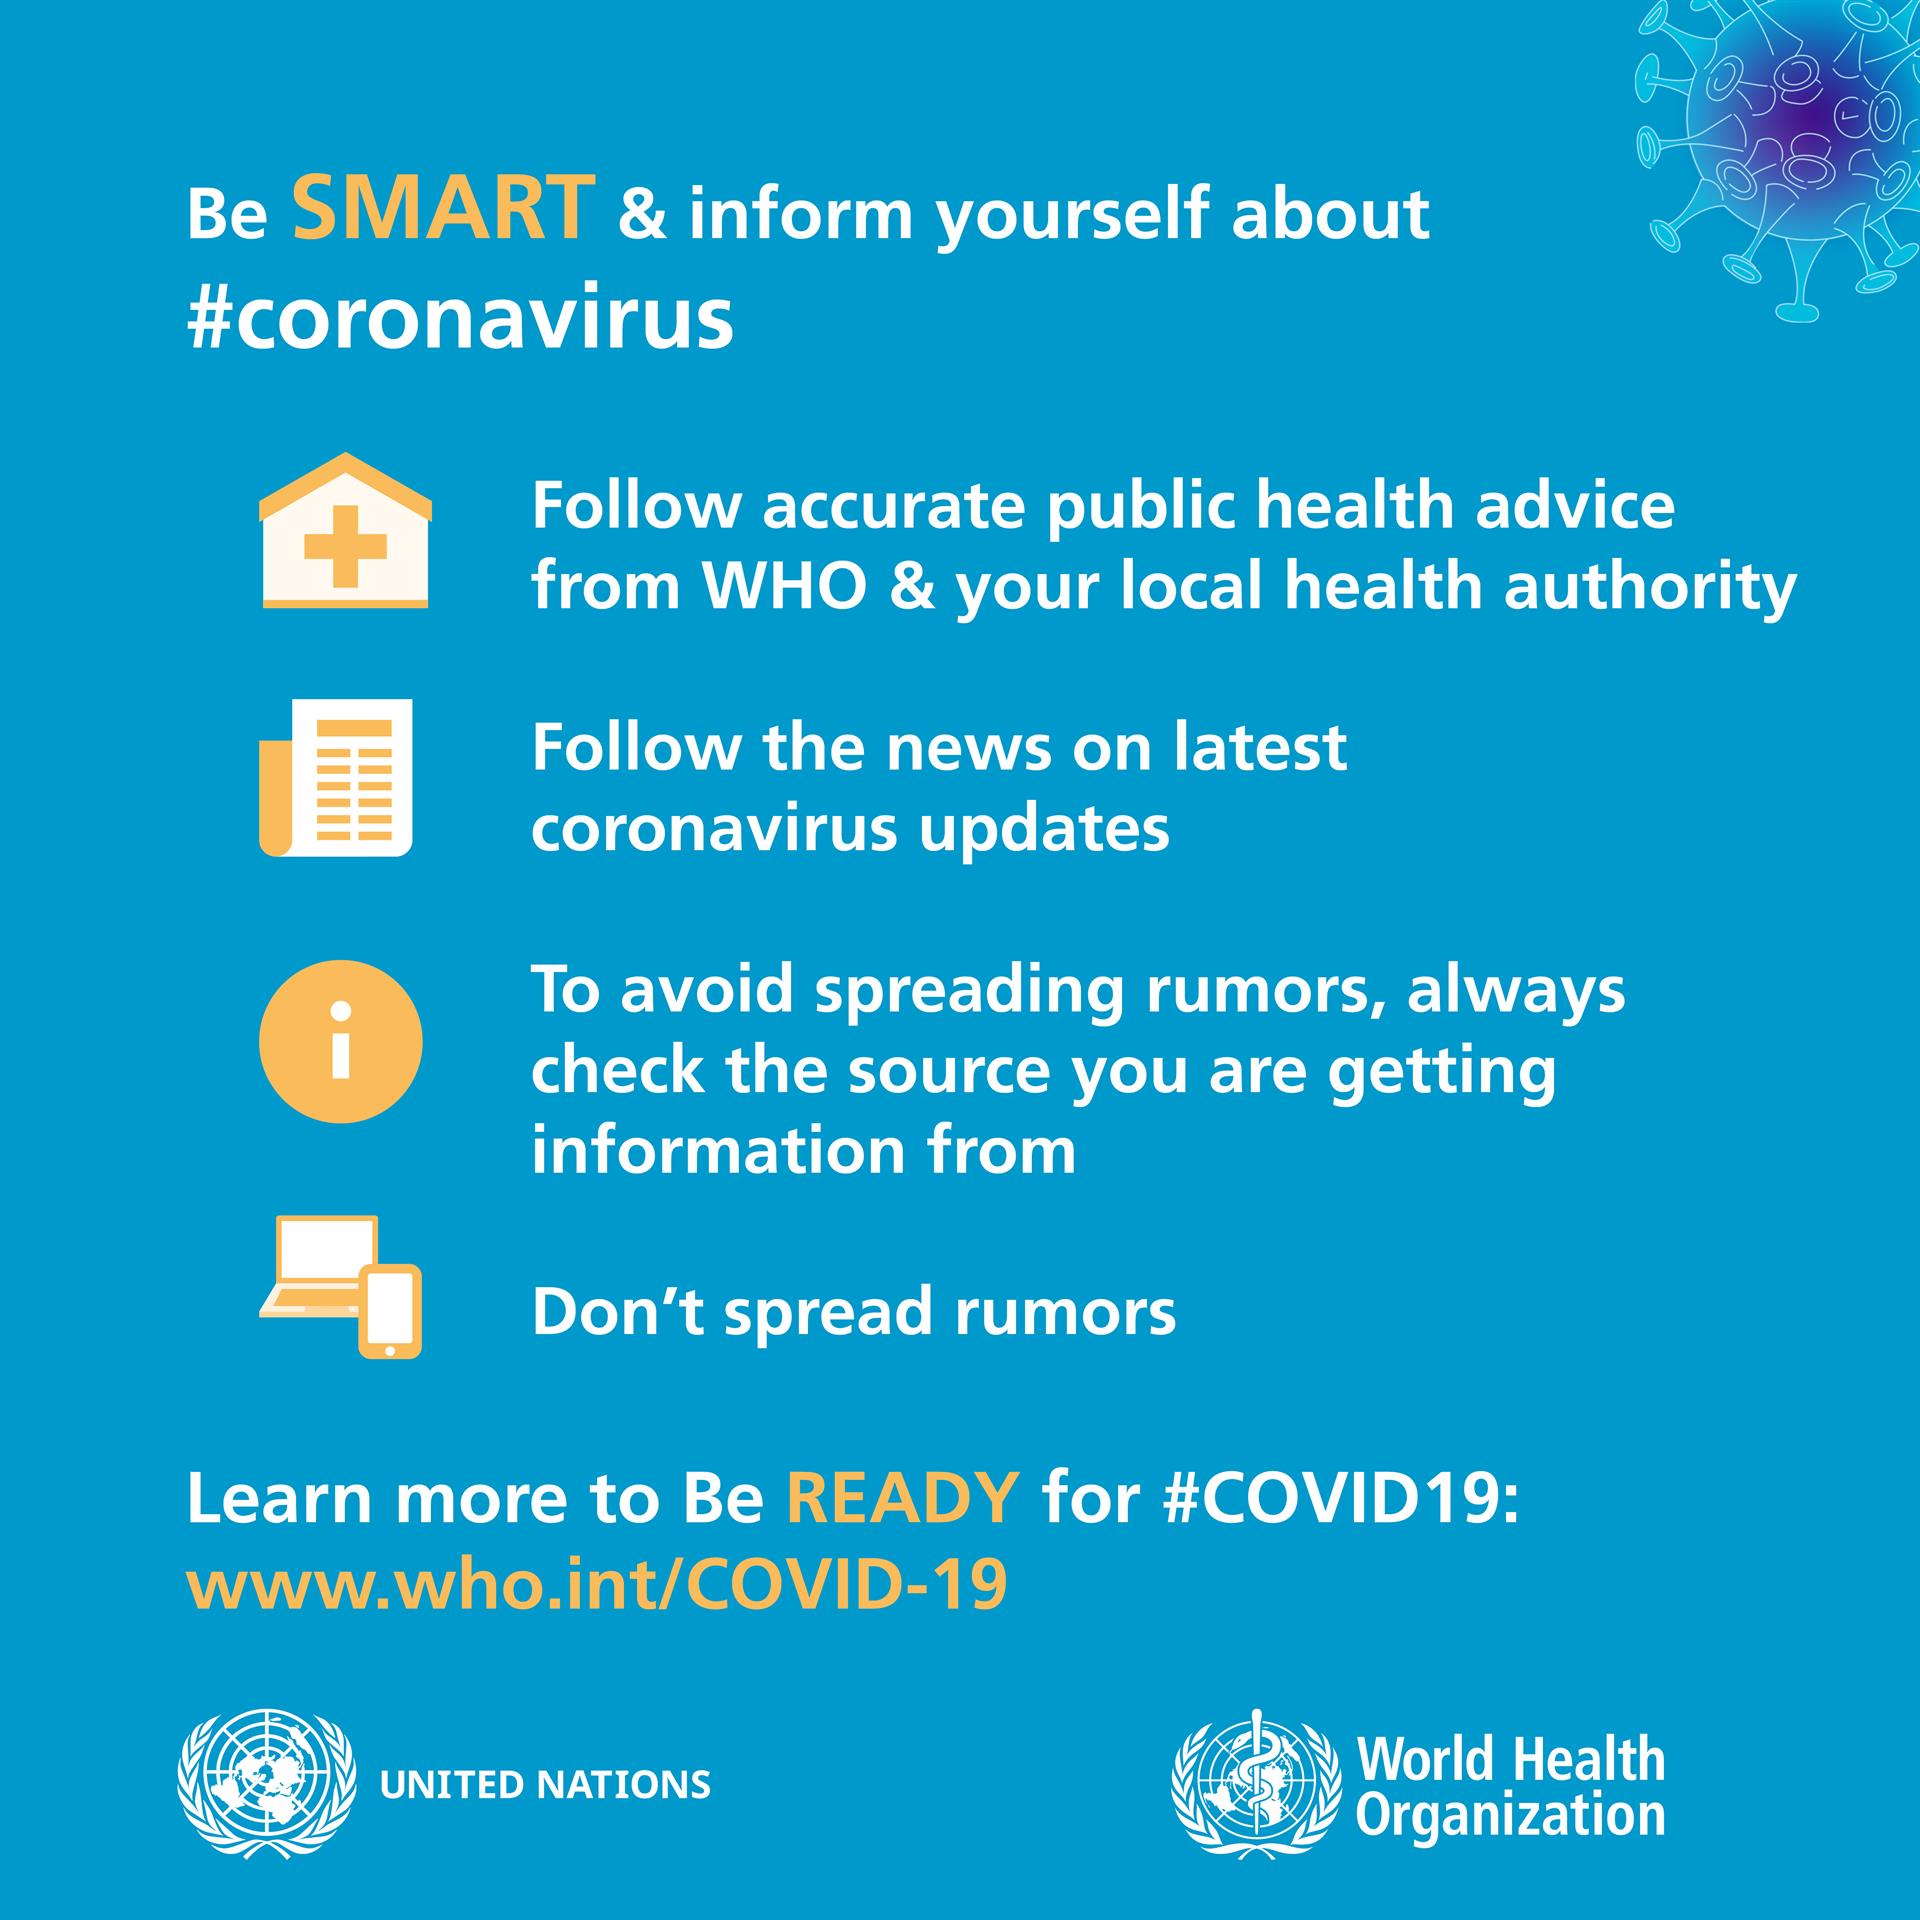 Be SMART & inform yourself about
#coronavirus
Follow accurate public health advice
from WHO & your local health authority
Follow the news on latest
coronavirus updates
To avoid spreading rumors, always
check the source you are getting
information from
Don’t spread rumors
Learn more to Be READY for #COVID19:
www.who.int/COVID-19
UNITED NATIONS
World Health
Organization